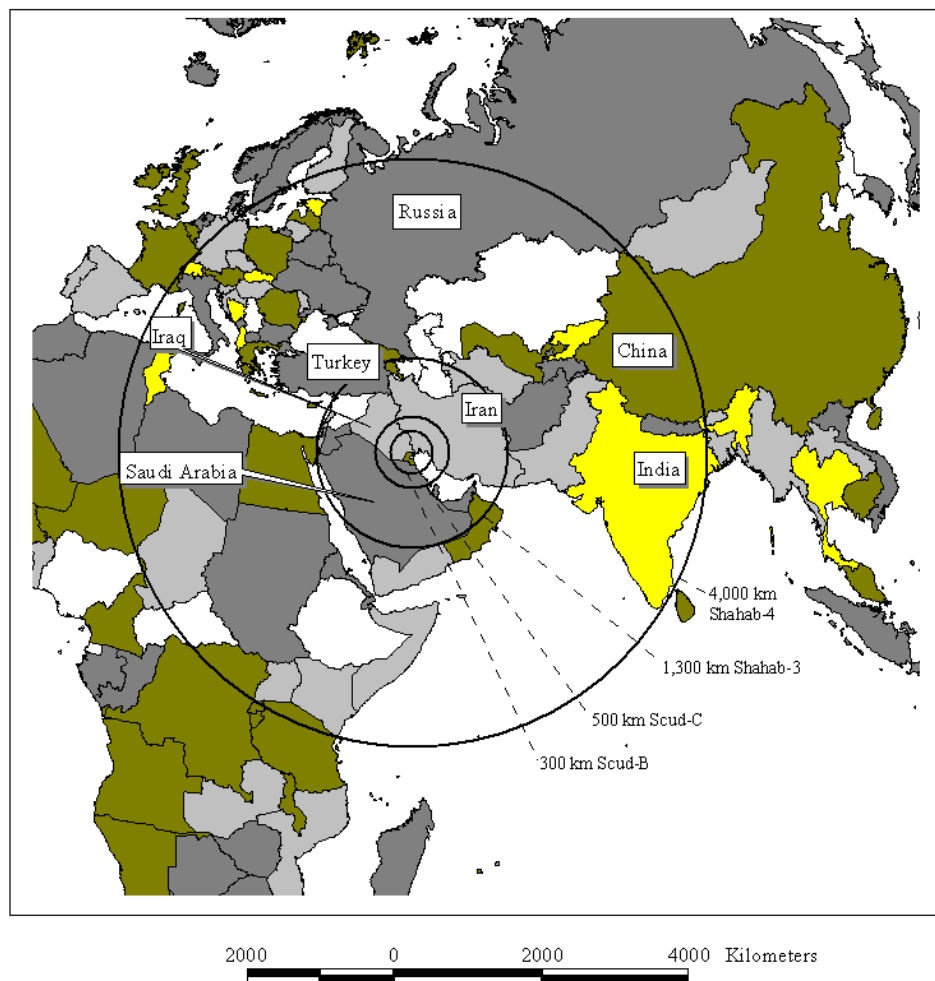 Russia
Iraq
Turkey
China
Iran
Saudi Arabia
India
4,000 km
Shahab-4
1,300 km Shahab-3
500 km Scud-C
300 km Scud-B
2000 0 2000 4000 Kilometers